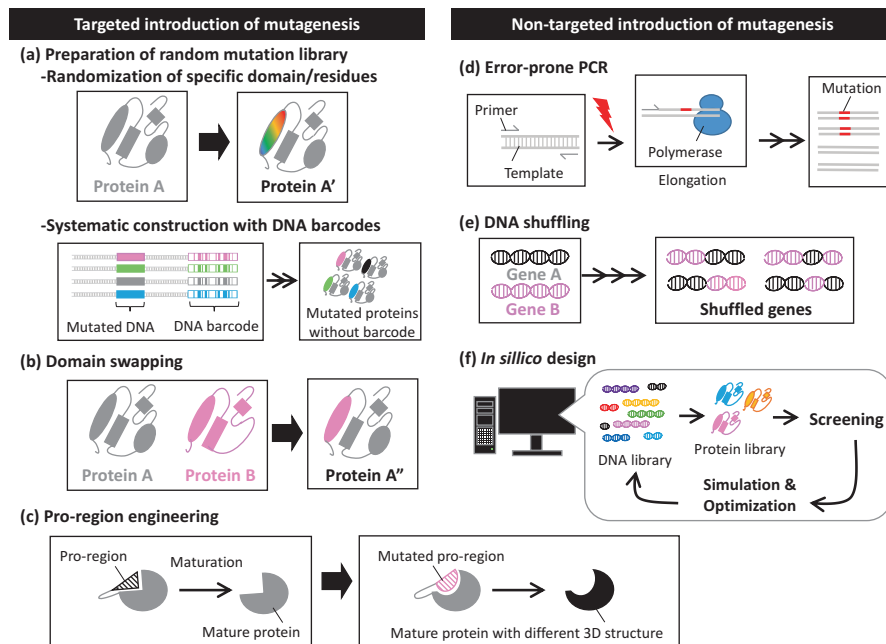 Targeted introduction of mutagenesis
(a) Preparation of random mutation library
-Randomization of specific domain/residues
Protein A
Protein A′
-Systematic construction with DNA barcodes
Mutated DNA
DNA barcode
Mutated proteins
without barcode
(b) Domain swapping
Protein A
Protein B
Protein A″
(c) Pro-region engineering
Pro-region
Maturation
Mature protein
Mutated pro-region
Mature protein with different 3D structure
Non-targeted introduction of mutagenesis
(d) Error-prone PCR
Primer
Template
Polymerase
Elongation
Mutation
(e) DNA shuffling
Gene A
Gene B
Shuffled genes
(f) In sillico design
DNA library
Protein library
Screening
Simulation &
Optimization